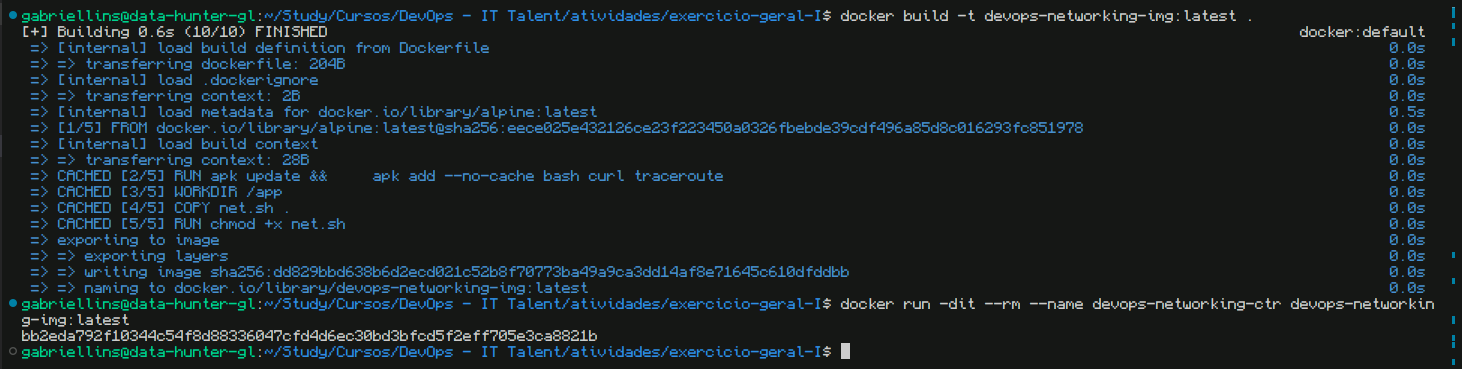 gabriellins@data-hunter-gl:~/Study/Cursos/DevOps - IT Talent/atividades/exercicio-geral-I$ docker build -t devops-networking-img:latest .
[+] Building 0.6s (10/10) FINISHED docker:default
=> [internal] load build definition from Dockerfile 0.0s
=> => transferring dockerfile: 204B 0.0s
=> [internal] load .dockerignore 0.0s
=> => transferring context: 2B 0.0s
=> [internal] load metadata for docker.io/library/alpine:latest 0.5s
=> [1/5] FROM docker.io/library/alpine:latest@sha256:eece025e432126ce23f223450a0326fbebde39cdf496a85d8c016293fc851978 0.0s
=> [internal] load build context 0.0s
=> => transferring context: 28B 0.0s
=> CACHED [2/5] RUN apk update &&     apk add --no-cache bash curl traceroute 0.0s
=> CACHED [3/5] WORKDIR /app 0.0s
=> CACHED [4/5] COPY net.sh . 0.0s
=> CACHED [5/5] RUN chmod +x net.sh 0.0s
=> exporting to image 0.0s
=> => exporting layers 0.0s
=> => writing image sha256:dd829bbd638b6d2ecd021c52b8f70773ba49a9ca3dd14af8e71645c610dfddbb 0.0s
=> => naming to docker.io/library/devops-networking-img:latest 0.0s
gabriellins@data-hunter-gl:~/Study/Cursos/DevOps - IT Talent/atividades/exercicio-geral-I$ docker run -dit --rm --name devops-networking-ctr devops-networkin
g-img:latest
bb2eda792f10344c54f8d88336047cfd4d6ec30bd3bfcd5f2eff705e3ca8821b
gabriellins@data-hunter-gl:~/Study/Cursos/DevOps - IT Talent/atividades/exercicio-geral-I$